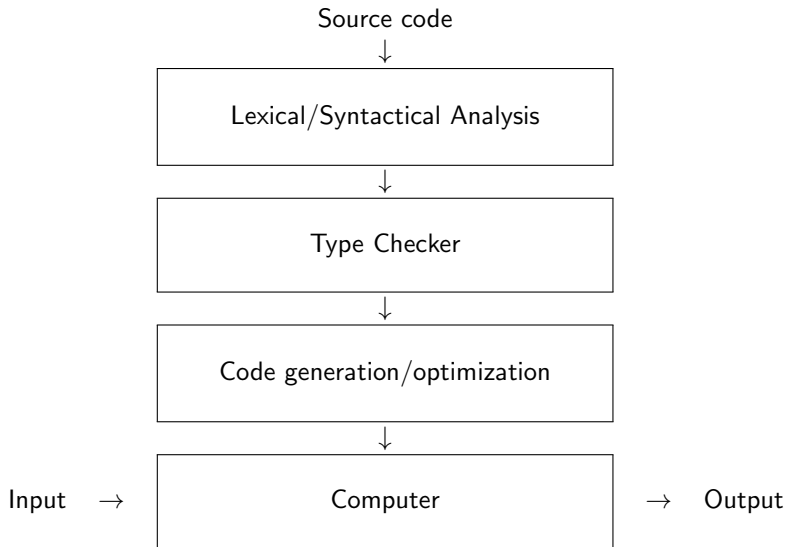 Source code
↓
Lexical/Syntactical Analysis
↓
Type Checker
↓
Code generation/optimization
↓
Input → Computer → Output